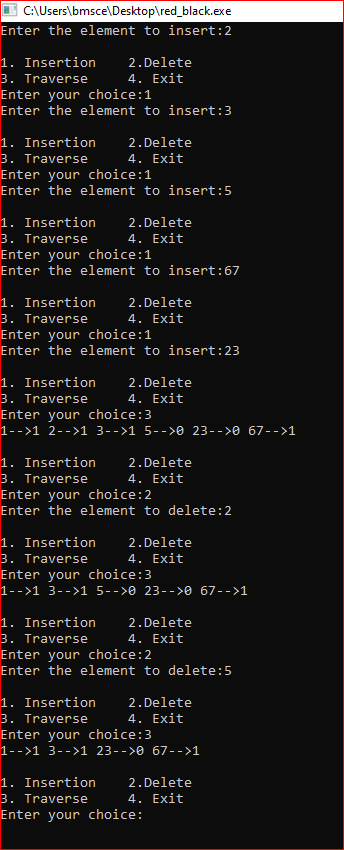 C:\Users\bmsce\Desktop\red_black.exe
Enter the element to insert:2
1. Insertion    2.Delete
3. Traverse     4. Exit
Enter your choice:1
Enter the element to insert:3
1. Insertion    2.Delete
3. Traverse     4. Exit
Enter your choice:1
Enter the element to insert:5
1. Insertion    2.Delete
3. Traverse     4. Exit
Enter your choice:1
Enter the element to insert:67
1. Insertion    2.Delete
3. Traverse     4. Exit
Enter your choice:1
Enter the element to insert:23
1. Insertion    2.Delete
3. Traverse     4. Exit
Enter your choice:3
1-->1 2-->1 3-->1 5-->0 23-->0 67-->1
1. Insertion    2.Delete
3. Traverse     4. Exit
Enter your choice:2
Enter the element to delete:2
1. Insertion    2.Delete
3. Traverse     4. Exit
Enter your choice:3
1-->1 3-->1 5-->0 23-->0 67-->1
1. Insertion    2.Delete
3. Traverse     4. Exit
Enter your choice:2
Enter the element to delete:5
1. Insertion    2.Delete
3. Traverse     4. Exit
Enter your choice:3
1-->1 3-->1 23-->0 67-->1
1. Insertion    2.Delete
3. Traverse     4. Exit
Enter your choice: